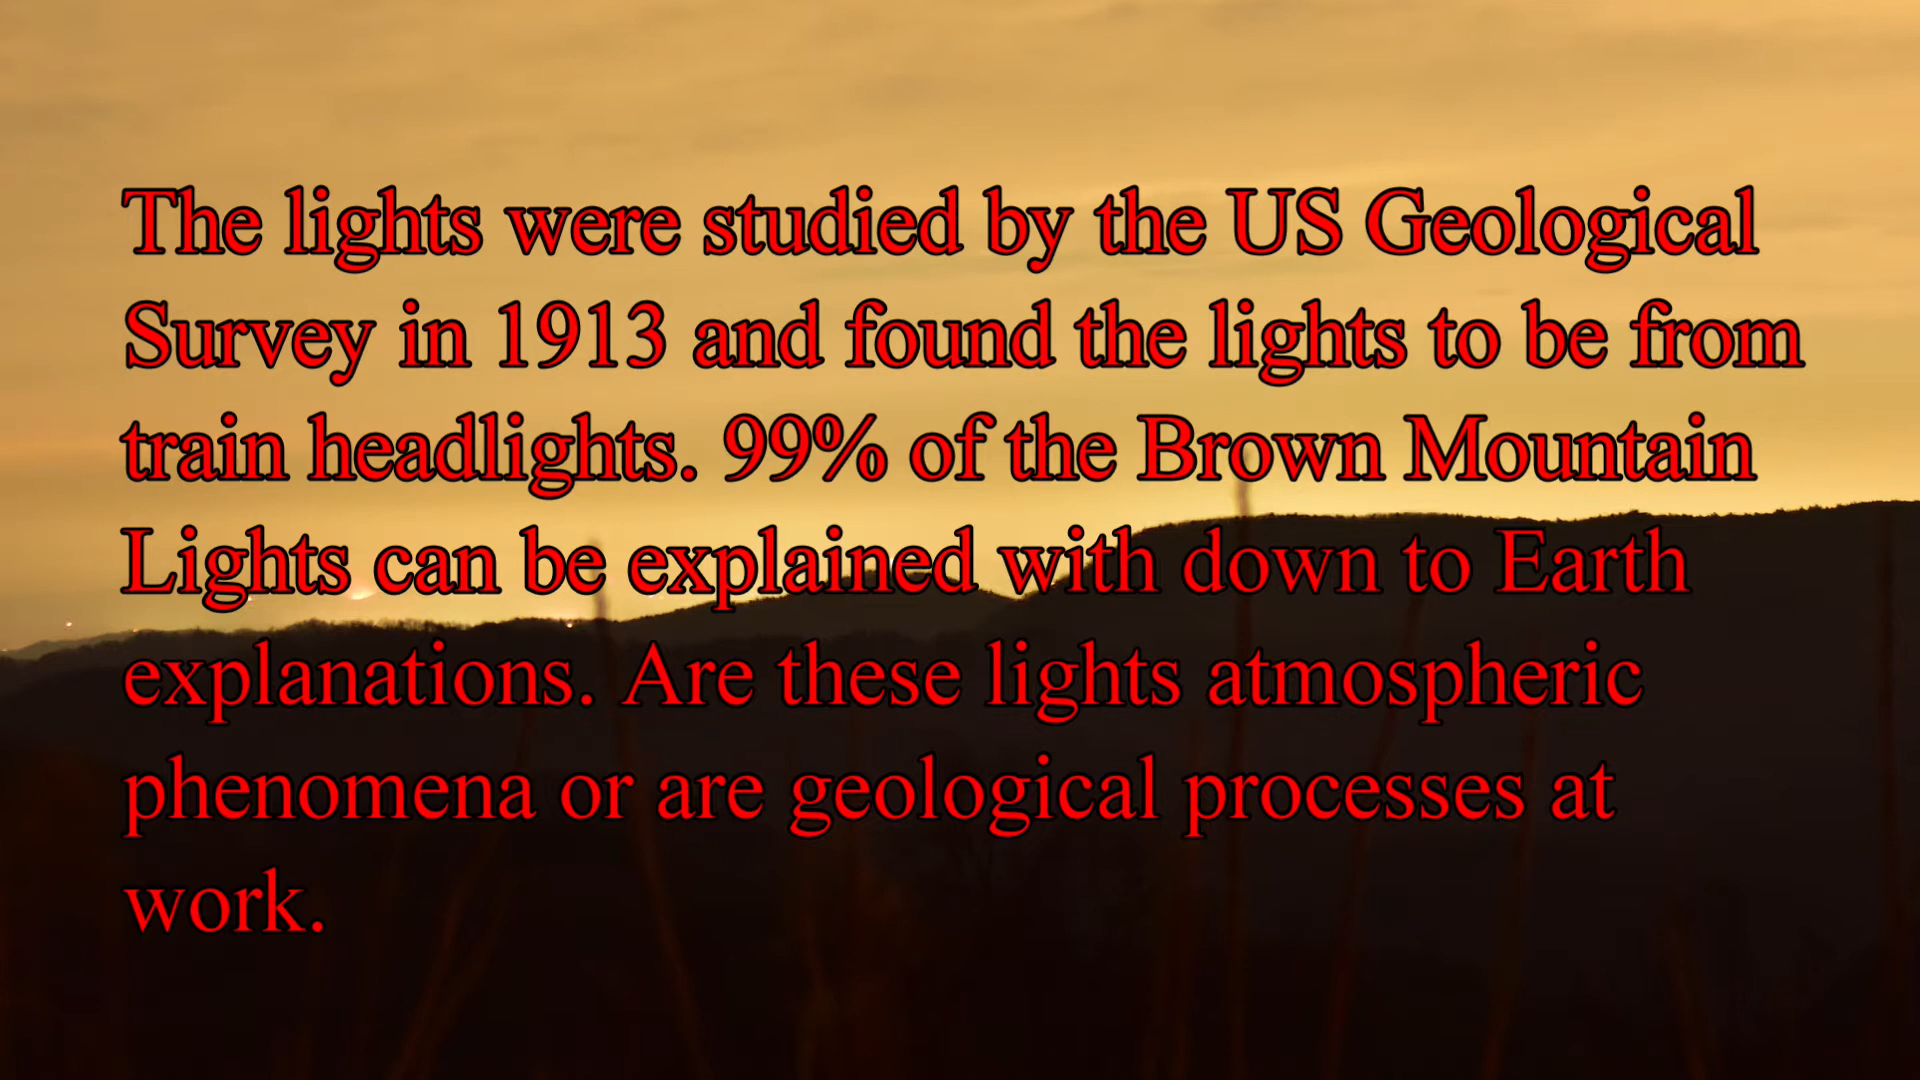 The lights were studied by the US Geological
Survey in 1913 and found the lights to be from
train headlights. 99% of the Brown Mountain
Lights can be explained with down to Earth
explanations. Are these lights atmospheric
phenomena or are geological processes at
work.